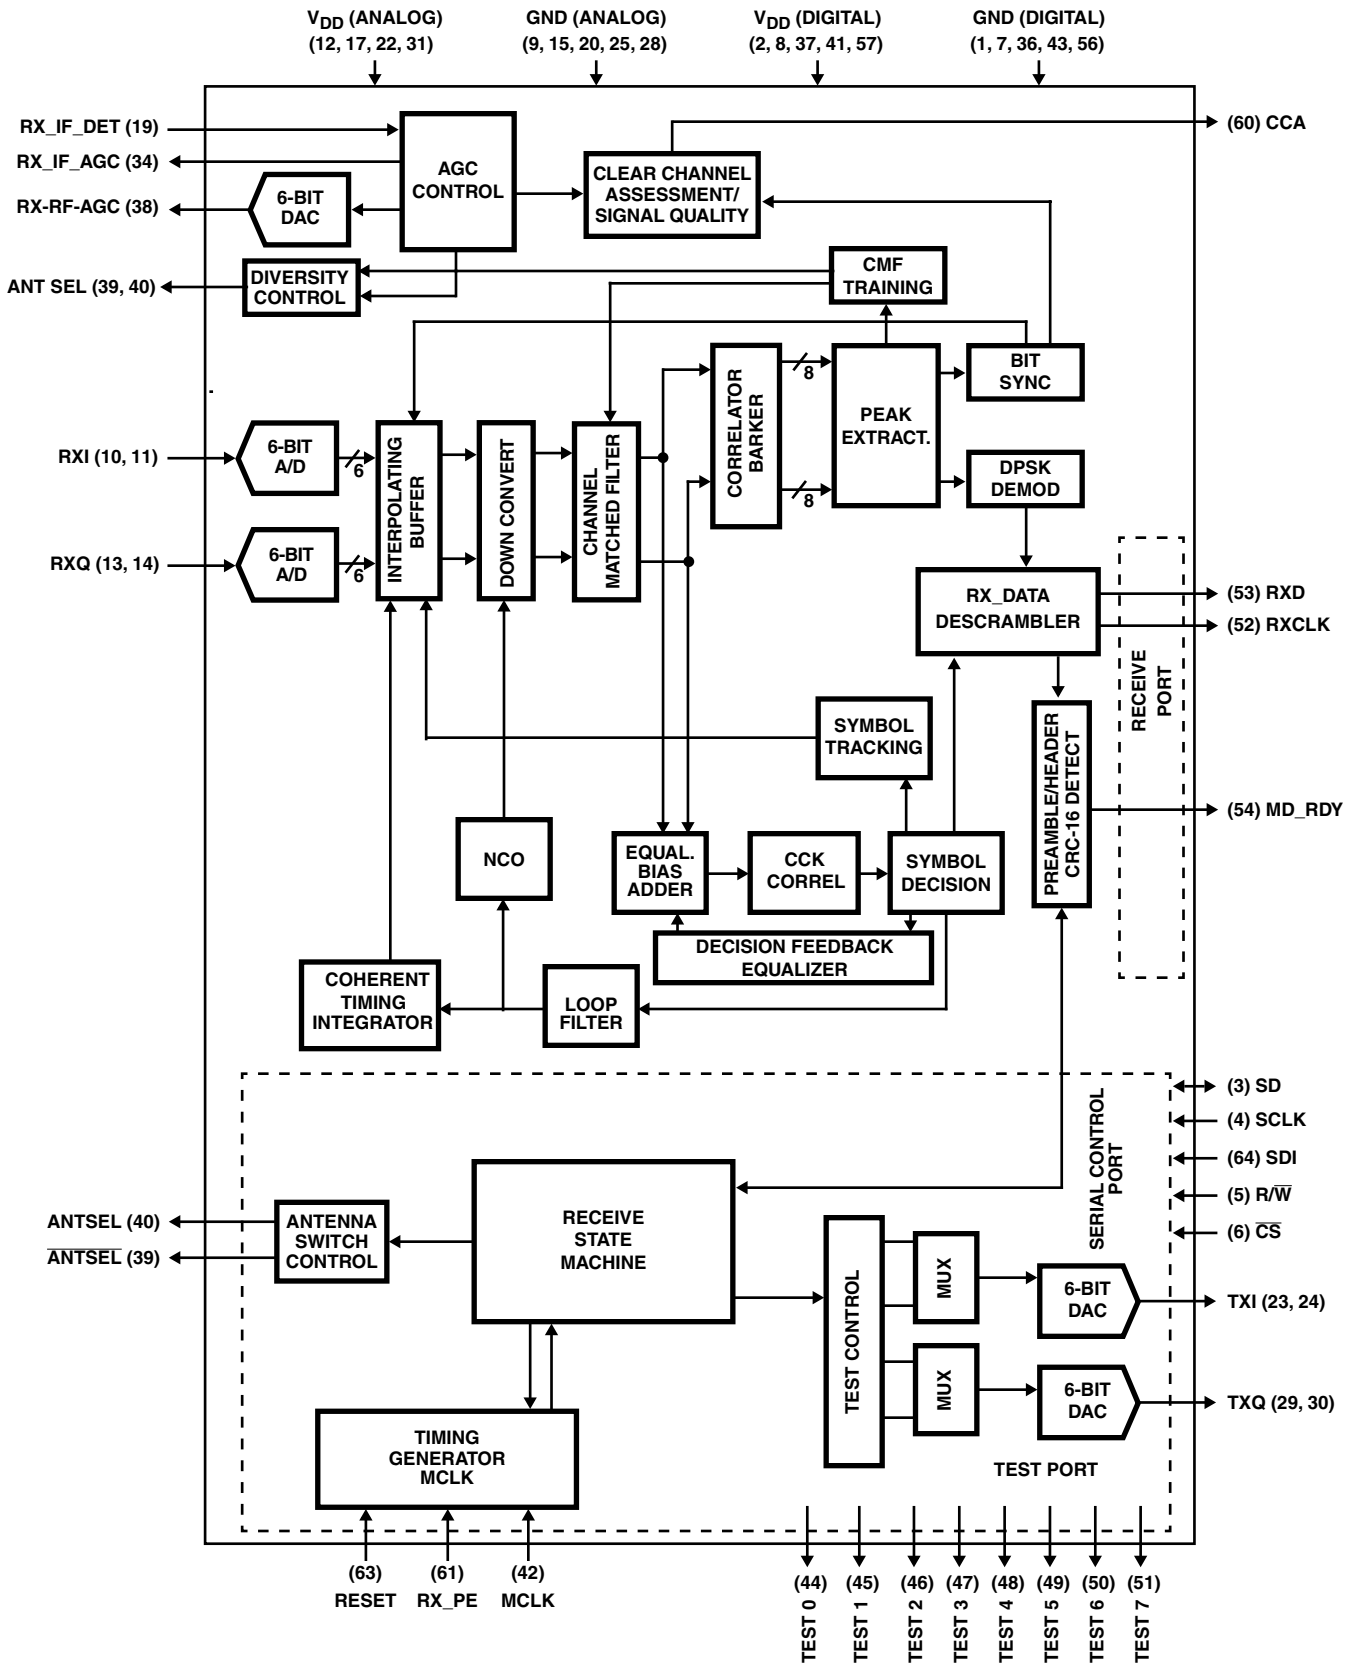 VDD (ANALOG)
(12, 17, 22, 31)
GND (ANALOG)
(9, 15, 20, 25, 28)
VDD (DIGITAL)
(2, 8, 37, 41, 57)
GND (DIGITAL)
(1, 7, 36, 43, 56)
RX_IF_DET (19)
RX_IF_AGC (34)
RX-RF-AGC (38)
6-BIT
DAC
AGC
CONTROL
CLEAR CHANNEL
ASSESSMENT/
SIGNAL QUALITY
(60) CCA
ANT SEL (39, 40)
DIVERSITY
CONTROL
CMF
TRAINING
RXI (10, 11)
6-BIT
A/D
6
RXQ (13, 14)
6-BIT
A/D
6
INTERPOLATING
BUFFER
DOWN CONVERT
CHANNEL
MATCHED FILTER
CORRELATOR
BARKER
8
8
PEAK
EXTRACT.
BIT
SYNC
DPSK
DEMOD
RX_DATA
DESCRAMBLER
(53) RXD
(52) RXCLK
RECEIVE
PORT
SYMBOL
TRACKING
PREAMBLE/HEADER
CRC-16 DETECT
(54) MD_RDY
NCO
EQUAL.
BIAS
ADDER
CCK
CORREL
SYMBOL
DECISION
DECISION FEEDBACK
EQUALIZER
COHERENT
TIMING
INTEGRATOR
LOOP
FILTER
SERIAL CONTROL
PORT
(3) SD
(4) SCLK
(64) SDI
(5) R/W̅
(6) C̅S̅
ANTSEL (40)
A̅N̅T̅S̅E̅L̅ (39)
ANTENNA
SWITCH
CONTROL
RECEIVE
STATE
MACHINE
TEST CONTROL
MUX
6-BIT
DAC
TXI (23, 24)
MUX
6-BIT
DAC
TXQ (29, 30)
TIMING
GENERATOR
MCLK
TEST PORT
(63)
RESET
(61)
RX_PE
(42)
MCLK
(44)
TEST 0
(45)
TEST 1
(46)
TEST 2
(47)
TEST 3
(48)
TEST 4
(49)
TEST 5
(50)
TEST 6
(51)
TEST 7